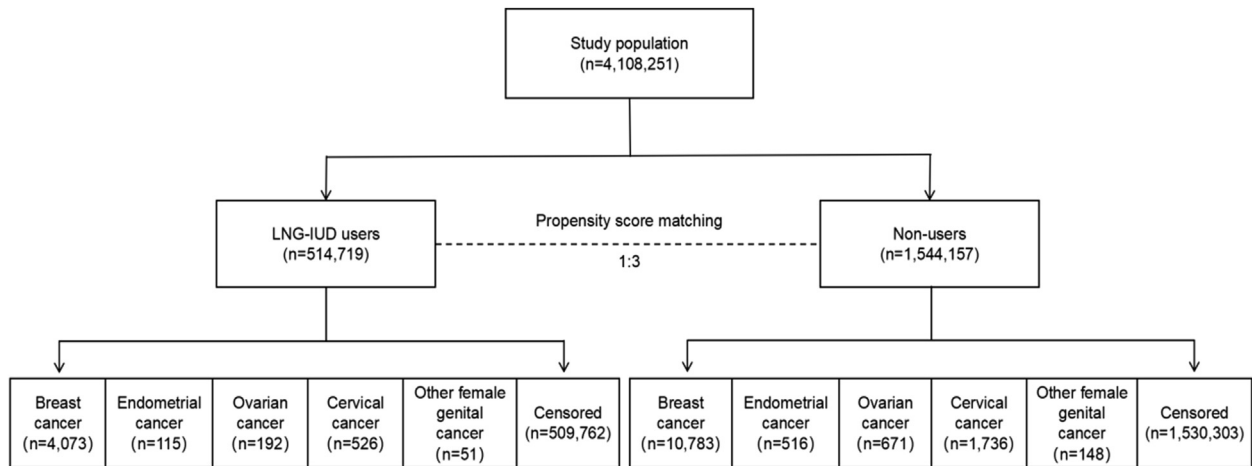 Study population
(n=4,108,251)
LNG-IUD users
(n=514,719)
Propensity score matching
1:3
Non-users
(n=1,544,157)
Breast
cancer
(n=4,073)
Endometrial
cancer
(n=115)
Ovarian
cancer
(n=192)
Cervical
cancer
(n=526)
Other female
genital
cancer
(n=51)
Censored
(n=509,762)
Breast
cancer
(n=10,783)
Endometrial
cancer
(n=516)
Ovarian
cancer
(n=671)
Cervical
cancer
(n=1,736)
Other female
genital
cancer
(n=148)
Censored
(n=1,530,303)